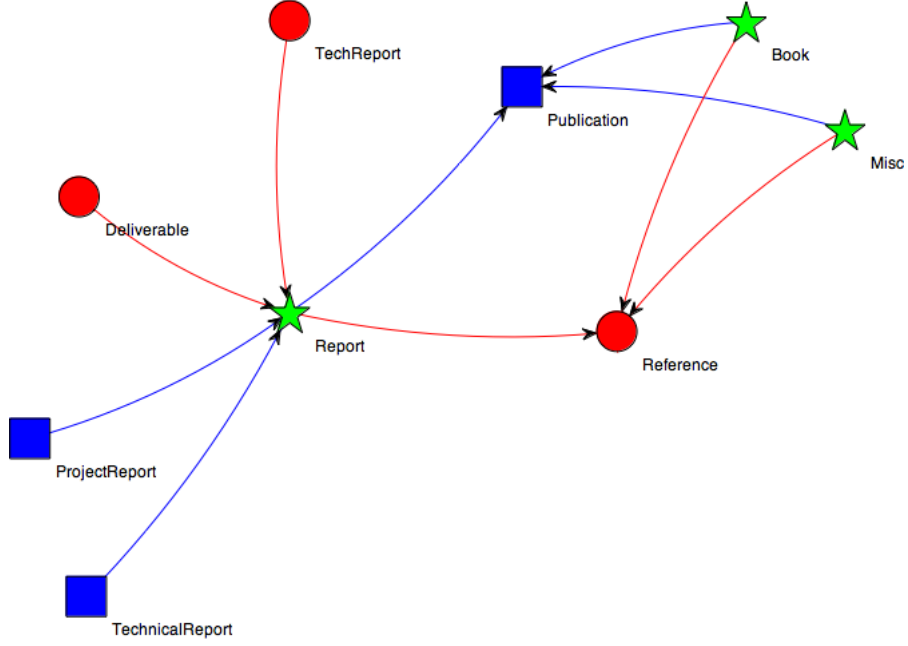 TechReport
Book
Publication
Misc
Deliverable
Report
Reference
ProjectReport
TechnicalReport